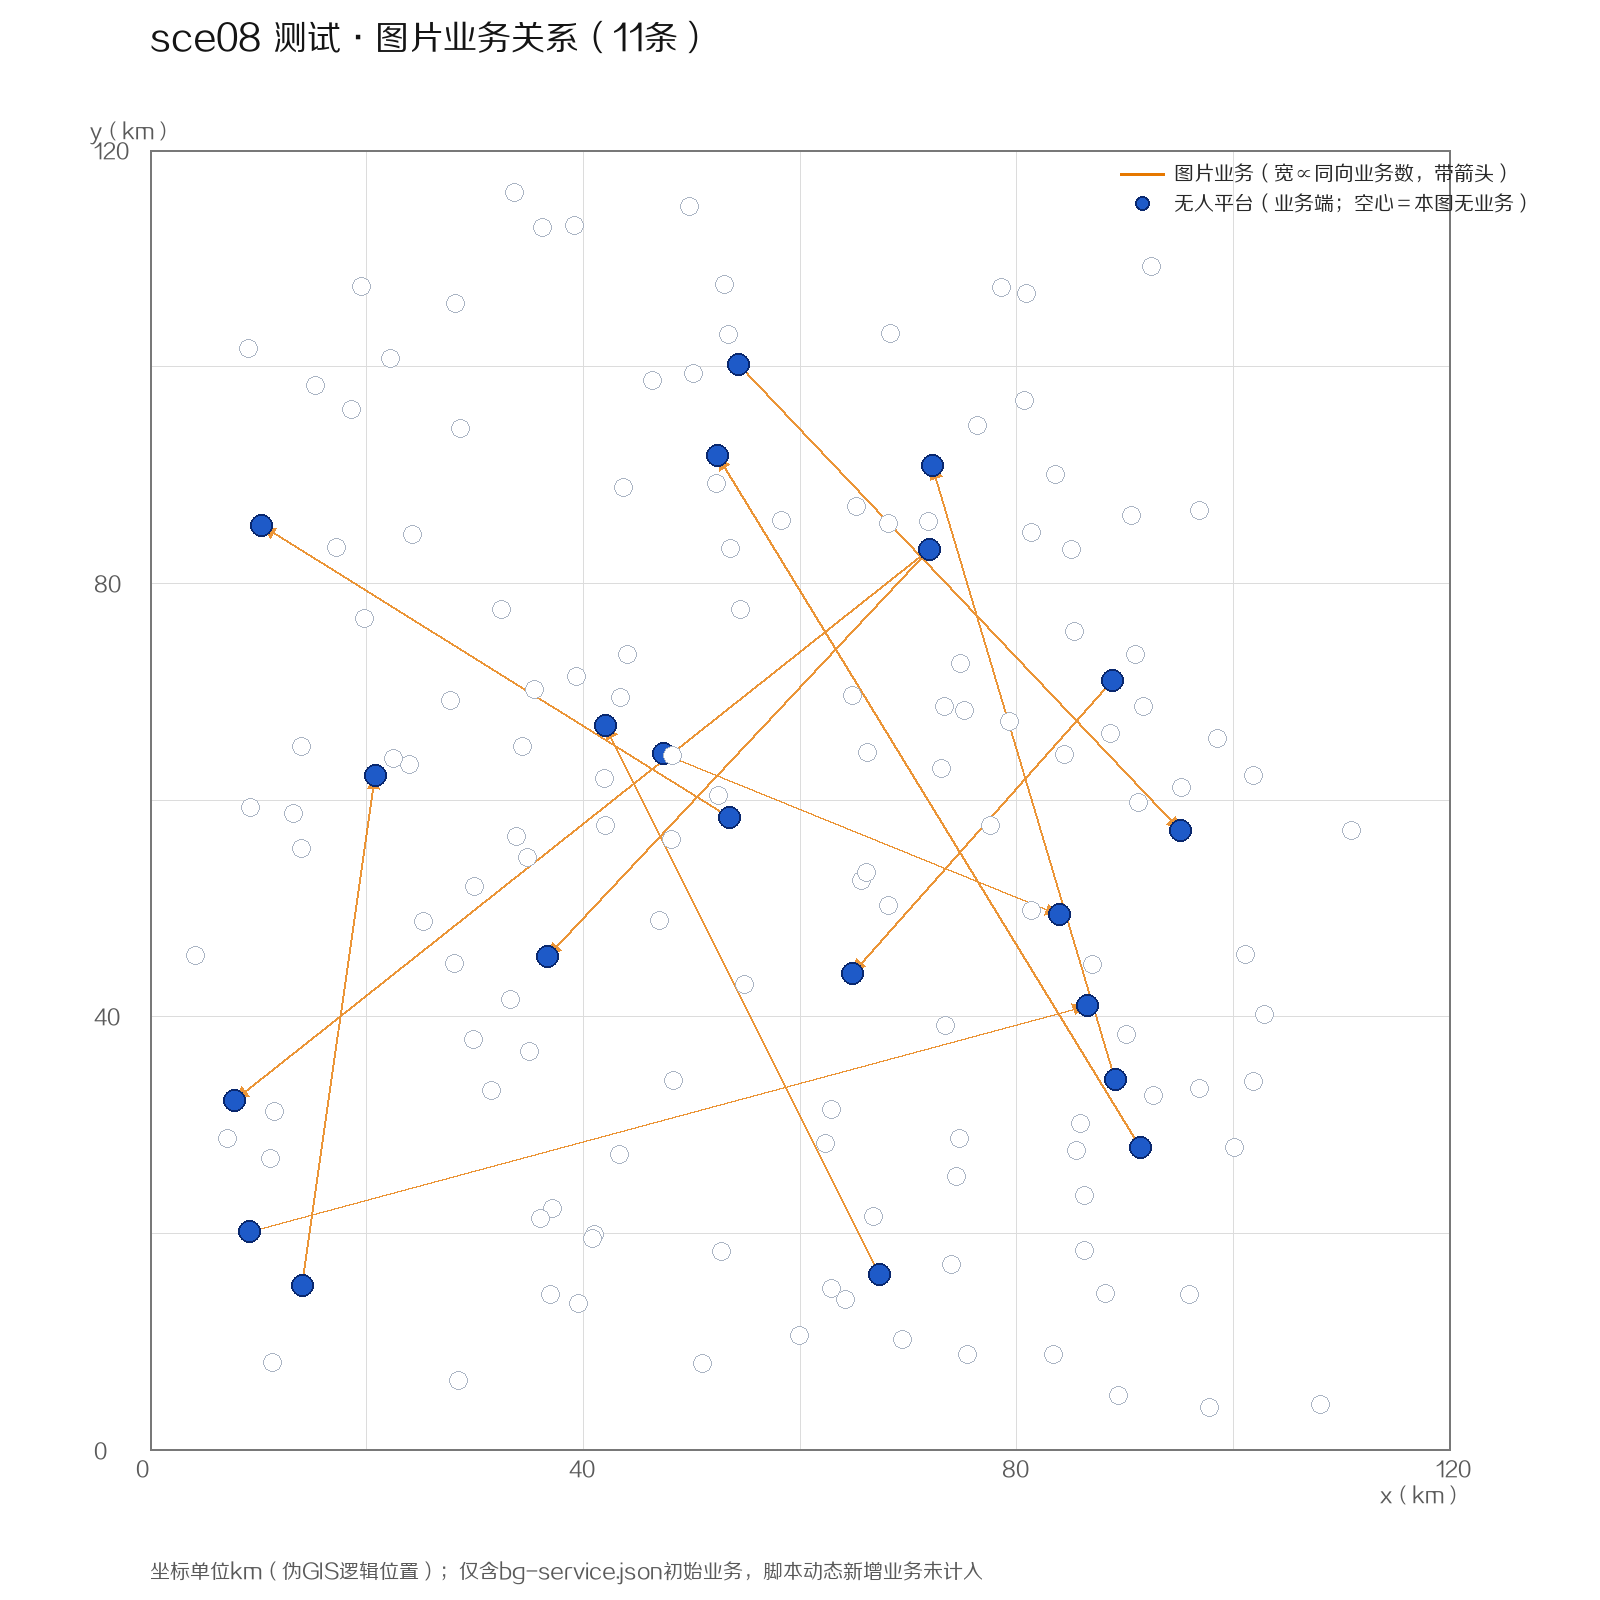 sce08 测试·图片业务关系（11条）
y（km）
120
图片业务（宽∝同向业务数，带箭头）
无人平台（业务端；空心＝本图无业务）
80
40
0
0 40 80 120
x（km）
坐标单位km（伪GIS逻辑位置）；仅含bg-service.json初始业务，脚本动态新增业务未计入